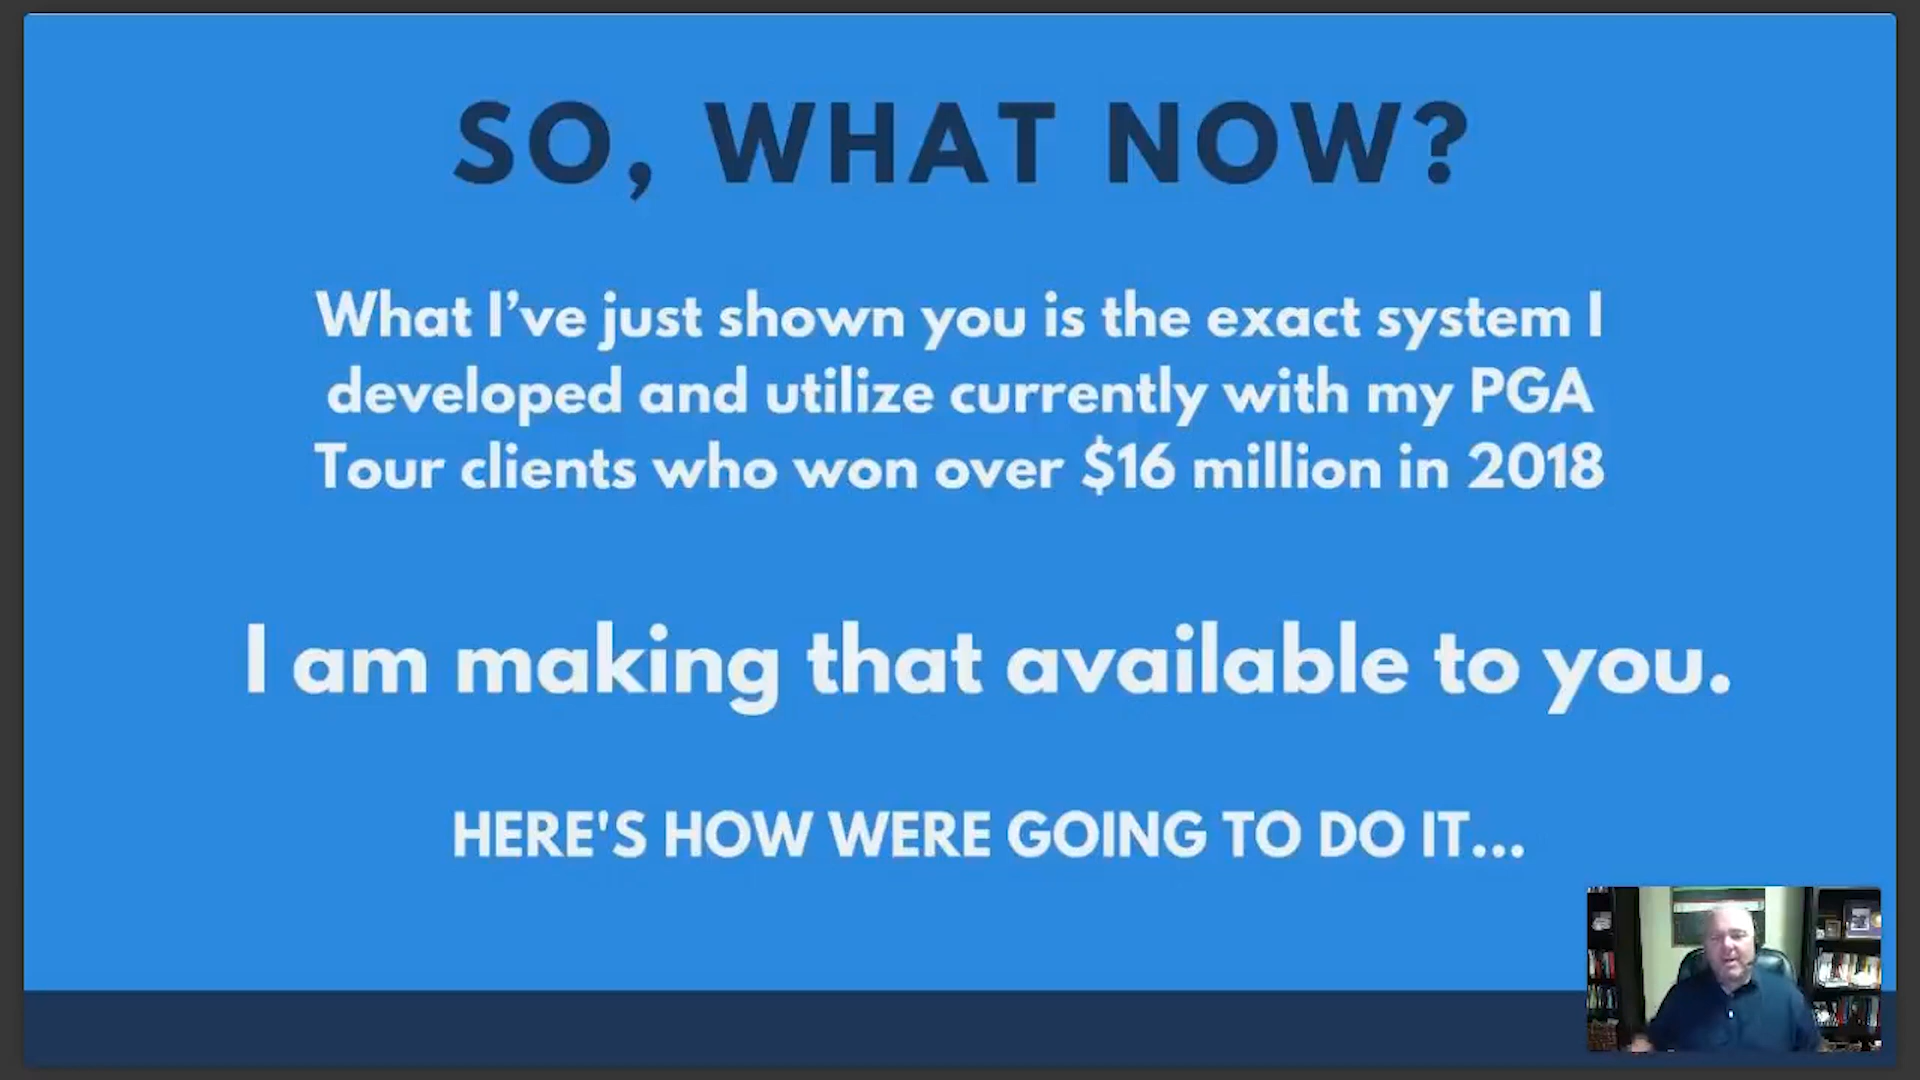 SO, WHAT NOW?
What I’ve just shown you is the exact system I
developed and utilize currently with my PGA
Tour clients who won over $16 million in 2018
I am making that available to you.
HERE'S HOW WERE GOING TO DO IT...